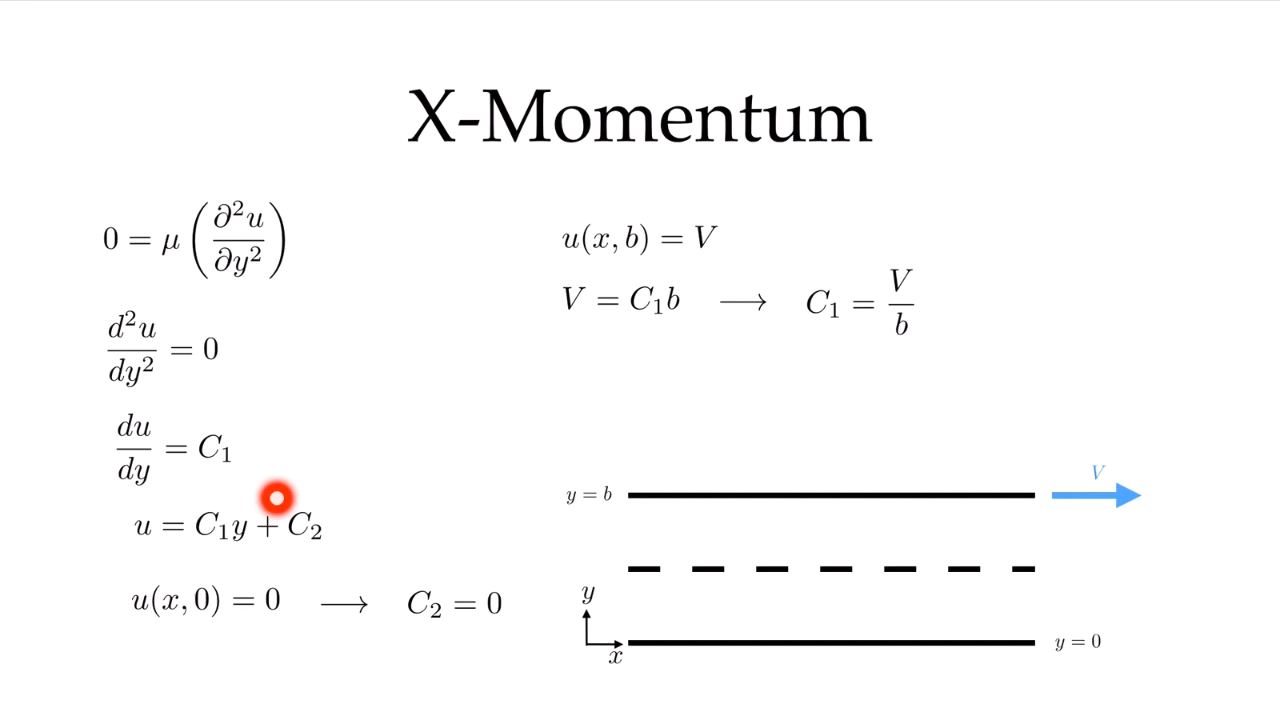 X-Momentum
0 = μ (∂²u/∂y²)
d²u/dy² = 0
du/dy = C₁
u = C₁y + C₂
u(x, 0) = 0 ⟶ C₂ = 0
u(x, b) = V
V = C₁b ⟶ C₁ = V/b
V
y = b
y
x
y = 0